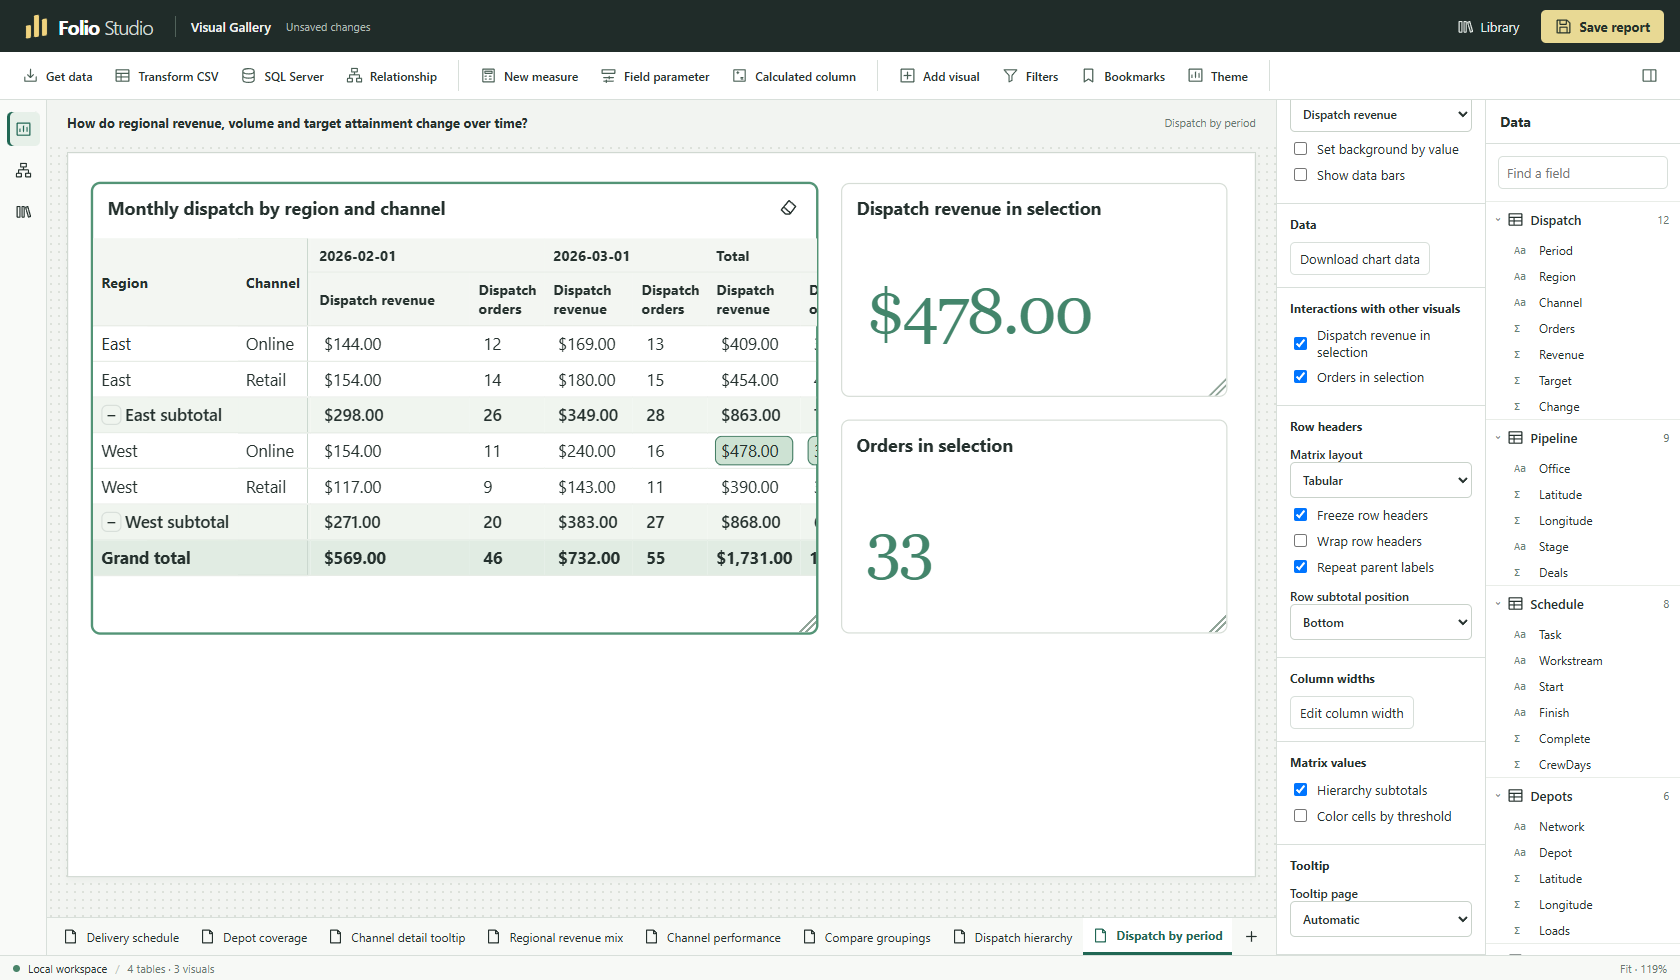 Folio Studio
Visual Gallery
Unsaved changes
Library
Save report
Get data
Transform CSV
SQL Server
Relationship
New measure
Field parameter
Calculated column
Add visual
Filters
Bookmarks
Theme
How do regional revenue, volume and target attainment change over time?
Dispatch by period
Monthly dispatch by region and channel
Region Channel 2026-02-01 2026-03-01 Total
Dispatch revenue Dispatch orders Dispatch revenue Dispatch orders Dispatch revenue
East Online $144.00 12 $169.00 13 $409.00
East Retail $154.00 14 $180.00 15 $454.00
East subtotal $298.00 26 $349.00 28 $863.00
West Online $154.00 11 $240.00 16 $478.00
West Retail $117.00 9 $143.00 11 $390.00
West subtotal $271.00 20 $383.00 27 $868.00
Grand total $569.00 46 $732.00 55 $1,731.00
Dispatch revenue in selection
$478.00
Orders in selection
33
Dispatch revenue
Set background by value
Show data bars
Data
Download chart data
Interactions with other visuals
Dispatch revenue in
selection
Orders in selection
Row headers
Matrix layout
Tabular
Freeze row headers
Wrap row headers
Repeat parent labels
Row subtotal position
Bottom
Column widths
Edit column width
Matrix values
Hierarchy subtotals
Color cells by threshold
Tooltip
Tooltip page
Automatic
Data
Find a field
Dispatch 12
Aa Period
Aa Region
Aa Channel
Σ Orders
Σ Revenue
Σ Target
Σ Change
Pipeline 9
Aa Office
Σ Latitude
Σ Longitude
Aa Stage
Σ Deals
Schedule 8
Aa Task
Aa Workstream
Aa Start
Aa Finish
Σ Complete
Σ CrewDays
Depots 6
Aa Network
Aa Depot
Σ Latitude
Σ Longitude
Σ Loads
Delivery schedule
Depot coverage
Channel detail tooltip
Regional revenue mix
Channel performance
Compare groupings
Dispatch hierarchy
Dispatch by period
Local workspace / 4 tables · 3 visuals
Fit · 119%